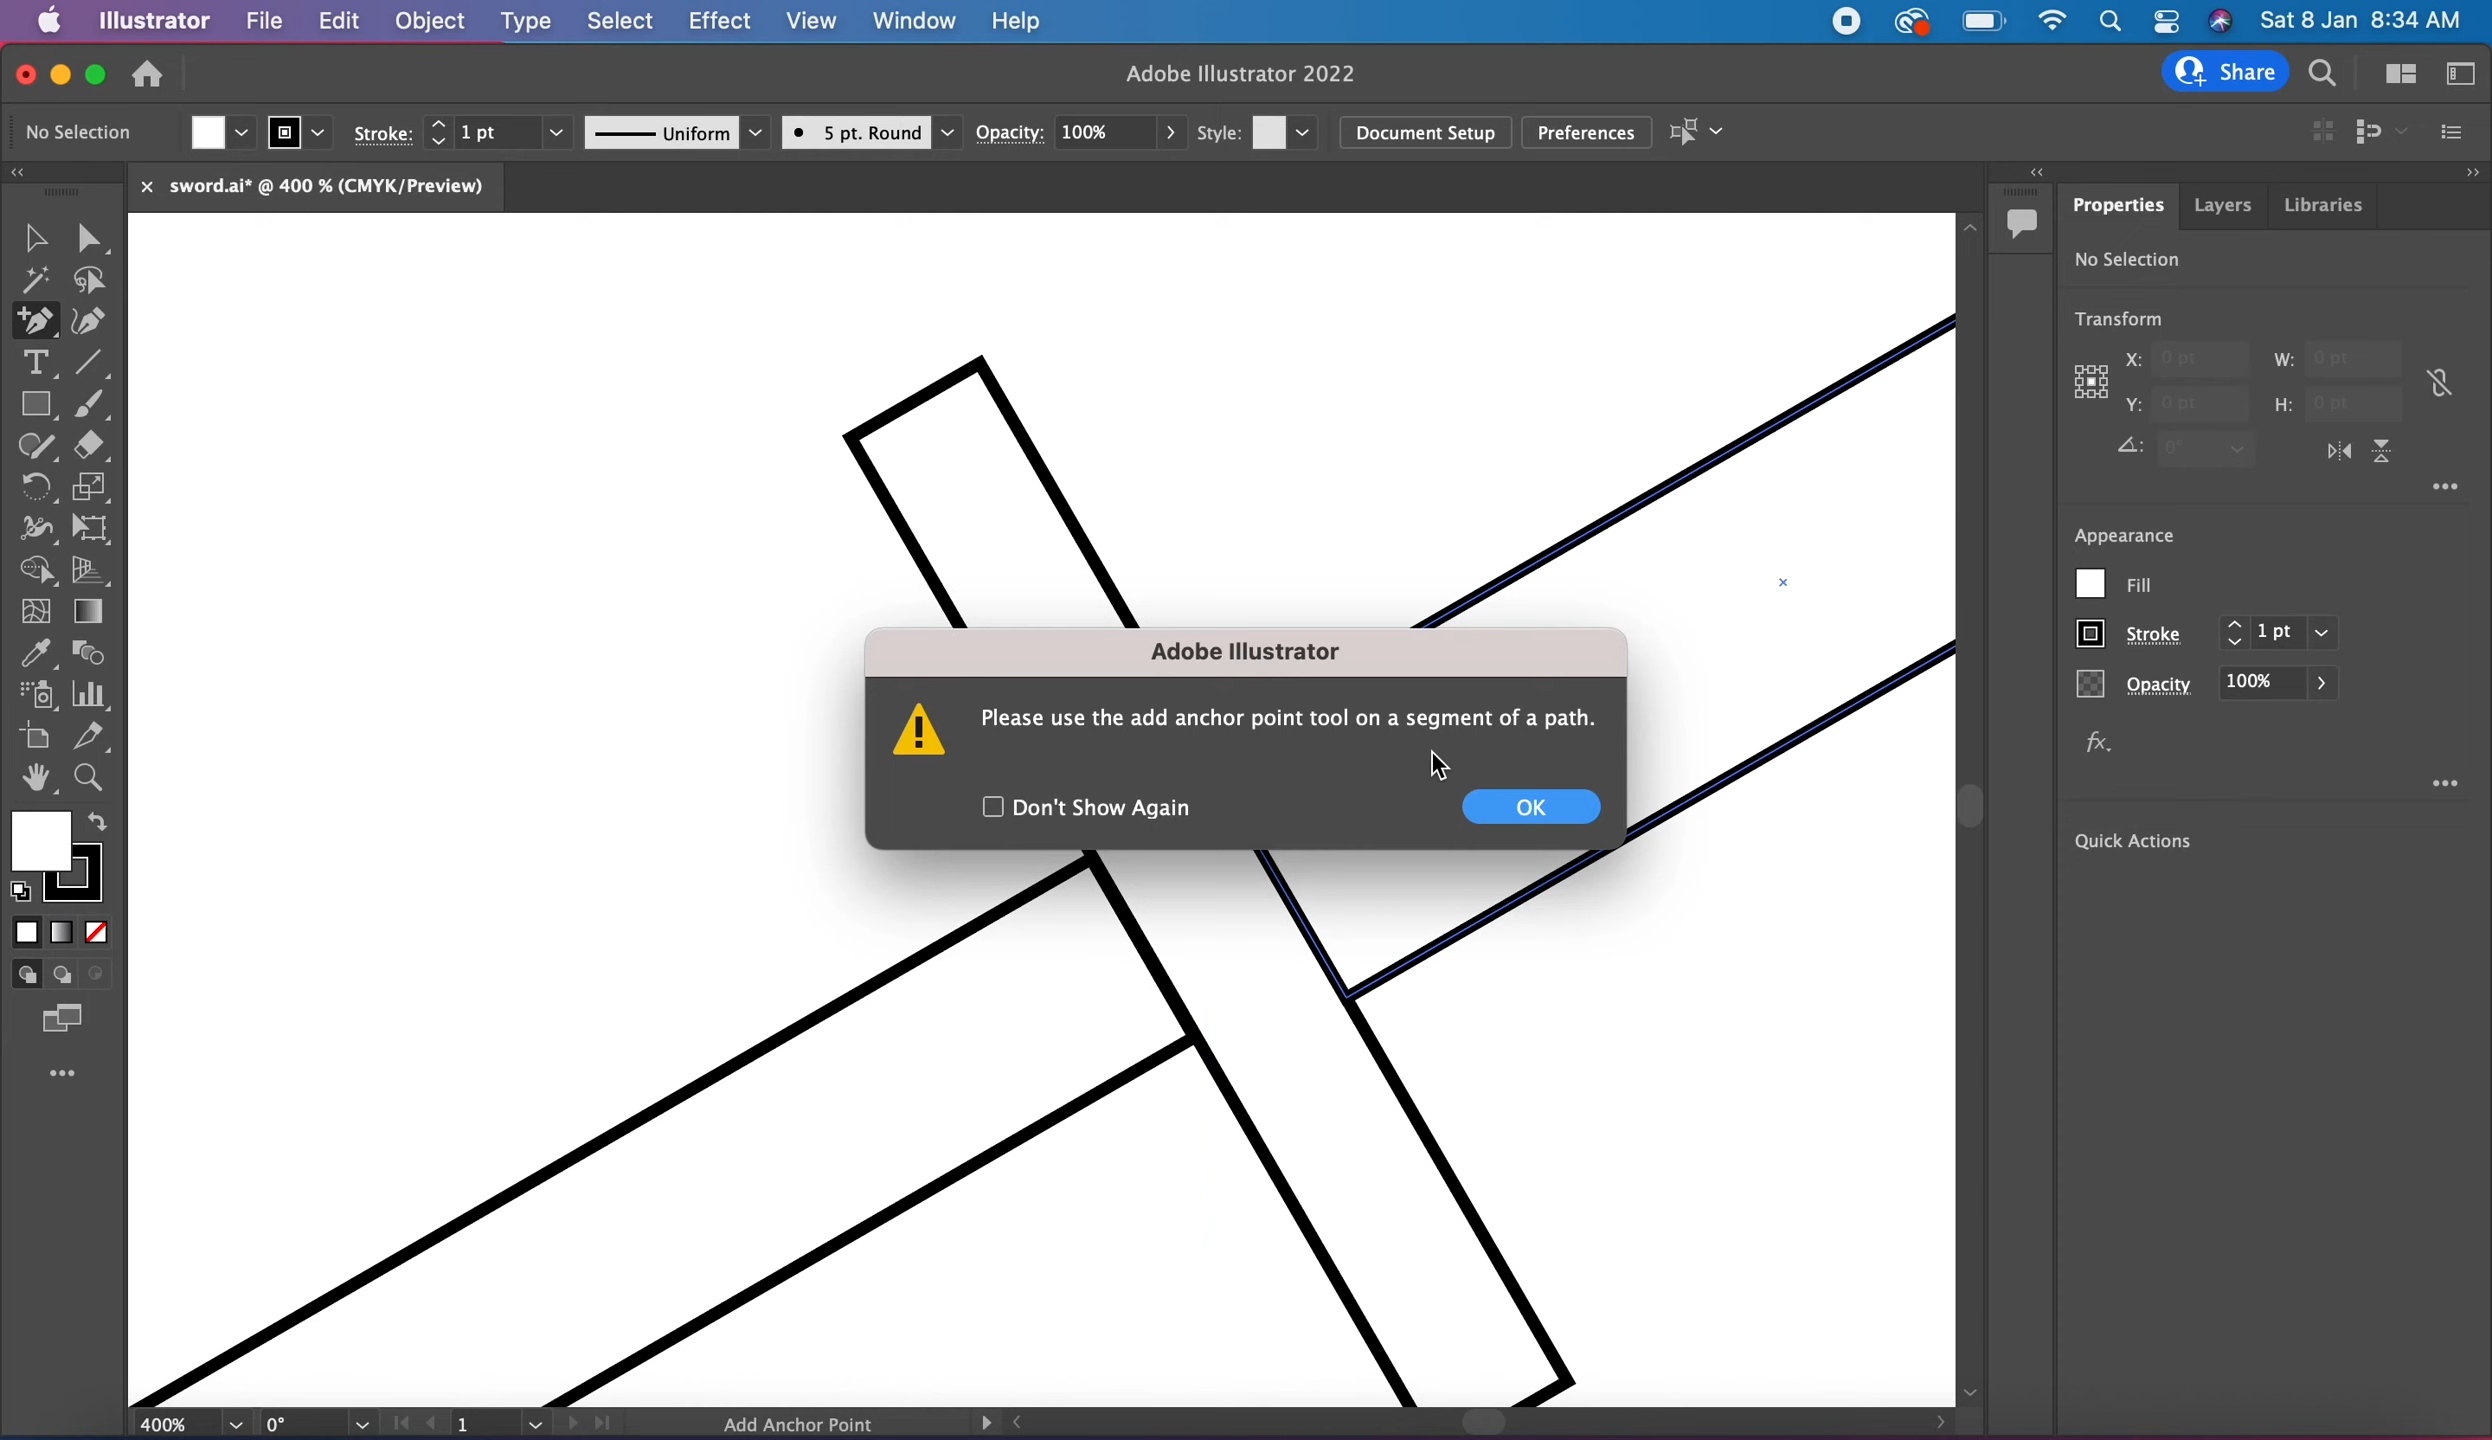 Illustrator File Edit Object Type Select Effect View Window Help Sat 8 Jan 8:34 AM
Adobe Illustrator 2022 Share
No Selection Stroke: 1 pt Uniform 5 pt. Round Opacity: 100% Style: Document Setup Preferences
sword.ai* @ 400 % (CMYK/Preview)
Properties Layers Libraries
No Selection
Transform
X: 0 pt W: 0 pt
Y: 0 pt H: 0 pt
0°
Appearance
Fill
Stroke 1 pt
Opacity 100%
fx.
Quick Actions
Adobe Illustrator
Please use the add anchor point tool on a segment of a path.
Don't Show Again OK
400% 0° 1 Add Anchor Point